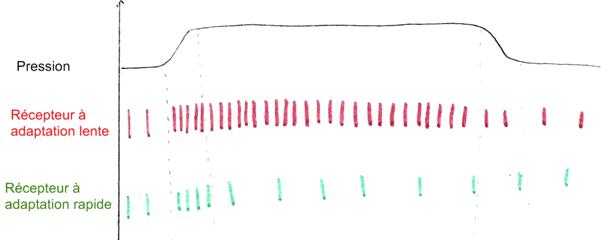 Pression
Récepteur à
adaptation lente
Récepteur à
adaptation rapide